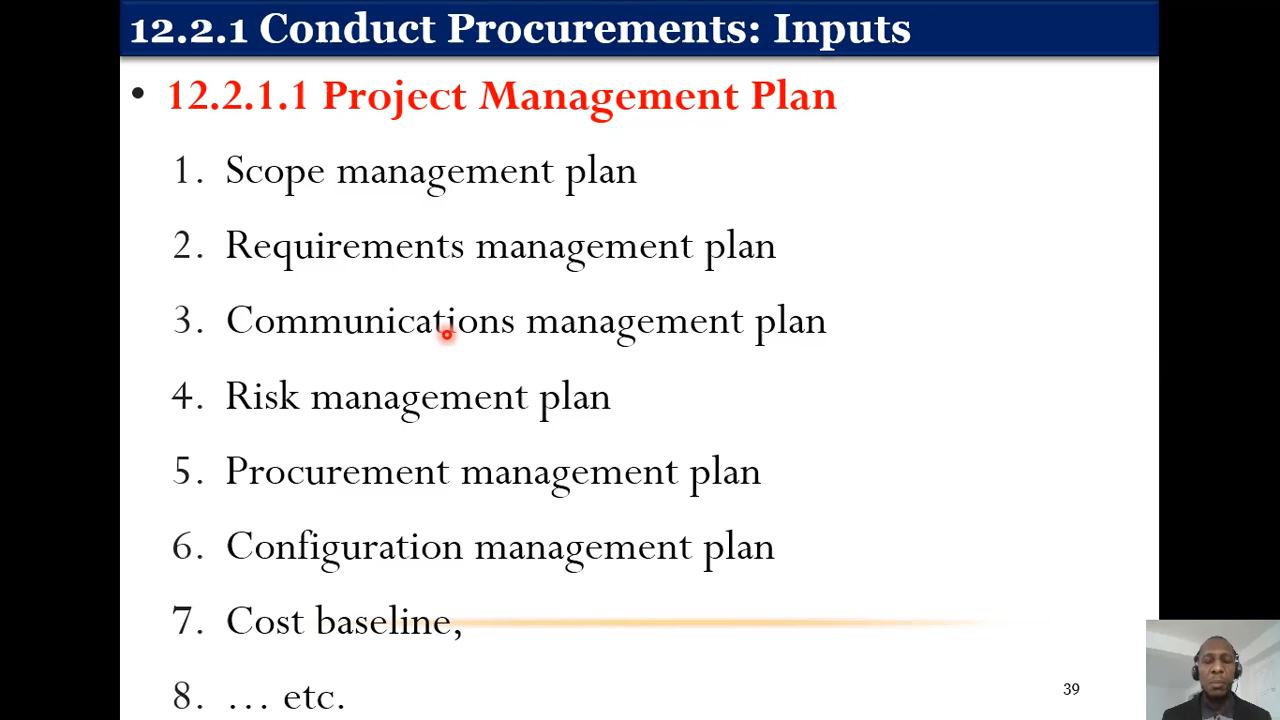 12.2.1 Conduct Procurements: Inputs
• 12.2.1.1 Project Management Plan
1. Scope management plan
2. Requirements management plan
3. Communications management plan
4. Risk management plan
5. Procurement management plan
6. Configuration management plan
7. Cost baseline,
8. … etc.
39